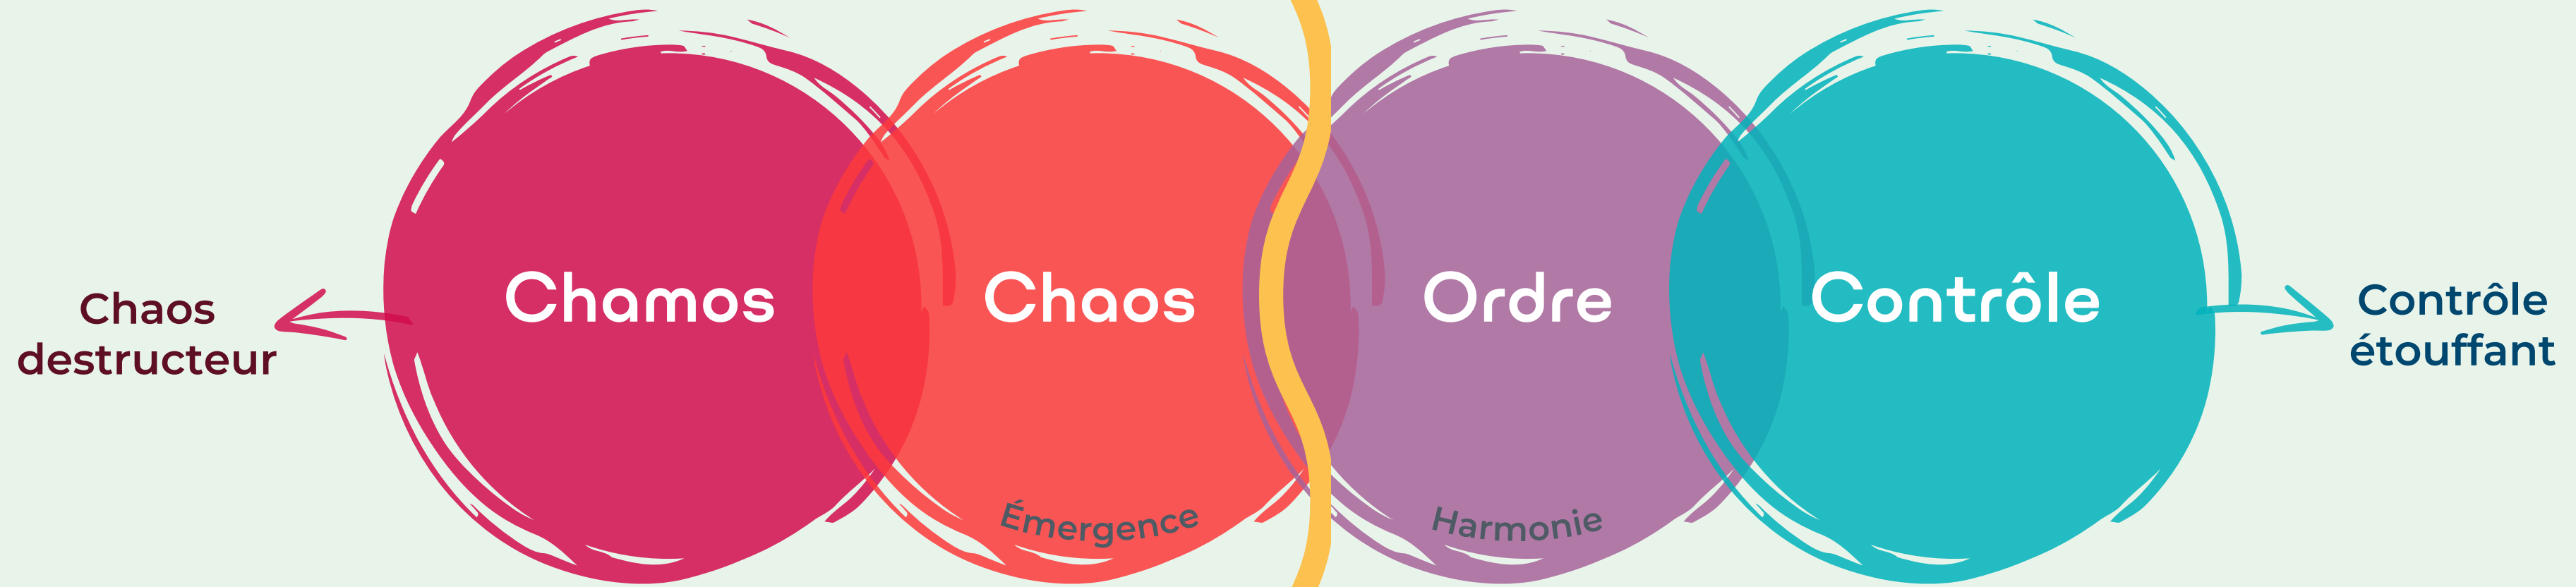 Chaos
destructeur
Chamos
Chaos
Émergence
Ordre
Harmonie
Contrôle
Contrôle
étouffant